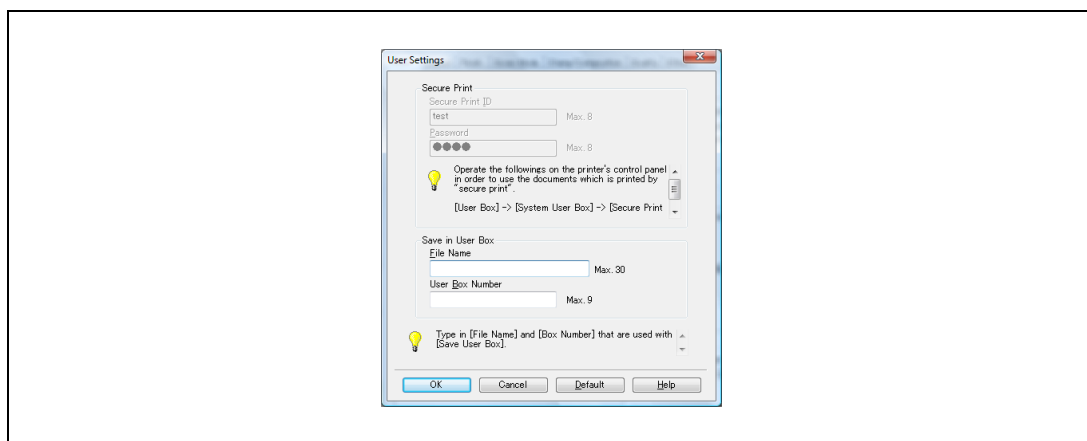 User Settings
Secure Print
Secure Print ID
test
Max. 8
Password
●●●●
Max. 8
Operate the followings on the printer's control panel
in order to use the documents which is printed by
"secure print".
[User Box] -> [System User Box] -> [Secure Print
Save in User Box
File Name
Max. 30
User Box Number
Max. 9
Type in [File Name] and [Box Number] that are used with
[Save User Box].
OK Cancel Default Help